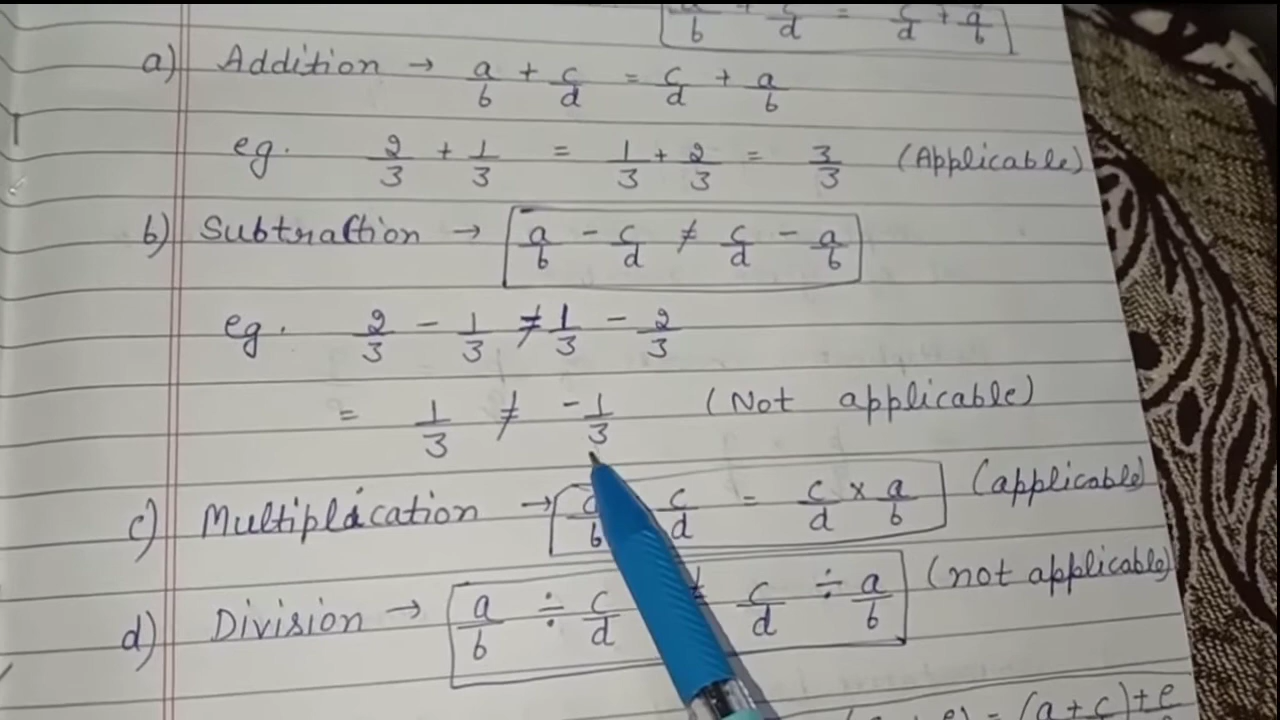 a/b + c/d = c/d + a/b
a) Addition → a/b + c/d = c/d + a/b
eg. 2/3 + 1/3 = 1/3 + 2/3 = 3/3 (Applicable)
b) Subtraction → a/b - c/d ≠ c/d - a/b
eg. 2/3 - 1/3 ≠ 1/3 - 2/3
= 1/3 ≠ -1/3 (Not applicable)
c) Multiplication → b c/d = c/d × a/b (applicable)
d) Division → a/b ÷ c/d ≠ c/d ÷ a/b (not applicable)
e) = (a + c) + e